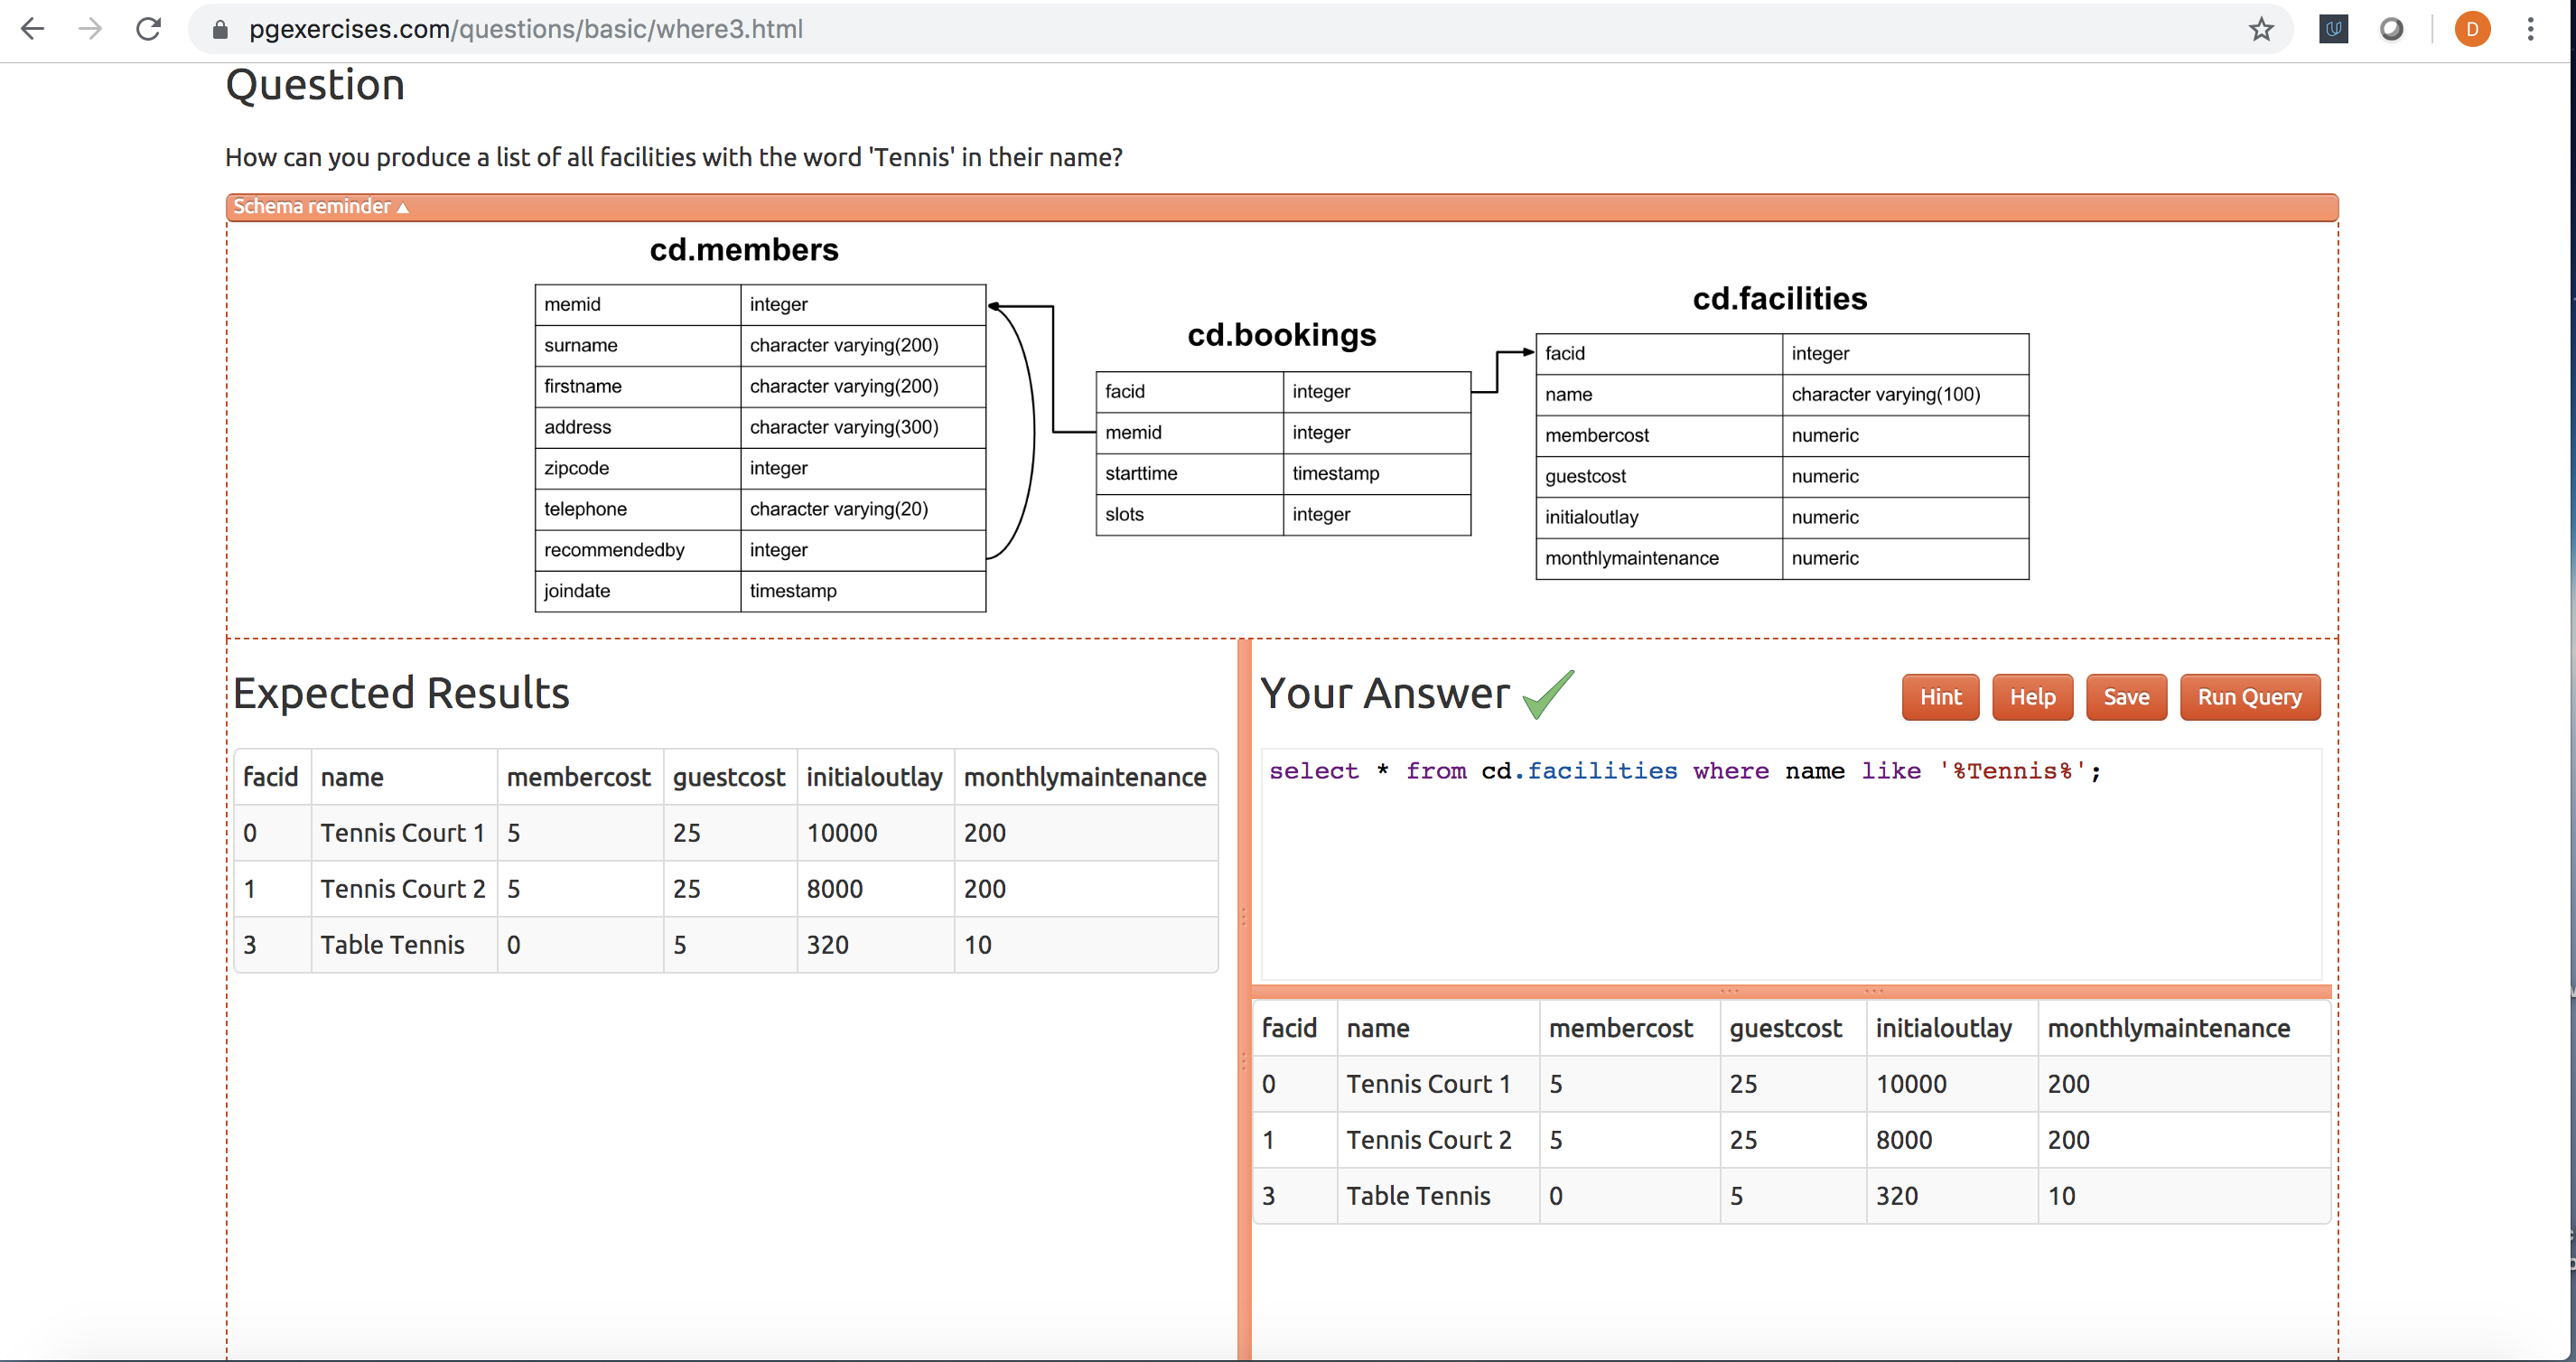 pgexercises.com/questions/basic/where3.html
D
Question
How can you produce a list of all facilities with the word 'Tennis' in their name?
Schema reminder ▲
cd.members
memid integer
surname character varying(200)
firstname character varying(200)
address character varying(300)
zipcode integer
telephone character varying(20)
recommendedby integer
joindate timestamp
cd.bookings
facid integer
memid integer
starttime timestamp
slots integer
cd.facilities
facid integer
name character varying(100)
membercost numeric
guestcost numeric
initialoutlay numeric
monthlymaintenance numeric
Expected Results
facid name membercost guestcost initialoutlay monthlymaintenance
0 Tennis Court 1 5 25 10000 200
1 Tennis Court 2 5 25 8000 200
3 Table Tennis 0 5 320 10
Your Answer
Hint Help Save Run Query
select * from cd.facilities where name like '%Tennis%';
facid name membercost guestcost initialoutlay monthlymaintenance
0 Tennis Court 1 5 25 10000 200
1 Tennis Court 2 5 25 8000 200
3 Table Tennis 0 5 320 10